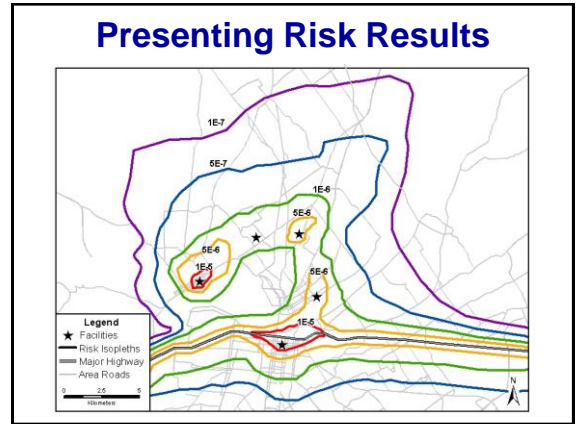 Presenting Risk Results
1E-7
5E-7
1E-6
5E-6
5E-6
1E-5
5E-6
1E-5
Legend
Facilities
Risk Isopleths
Major Highway
Area Roads
0 2.5 5
Kilometers
N